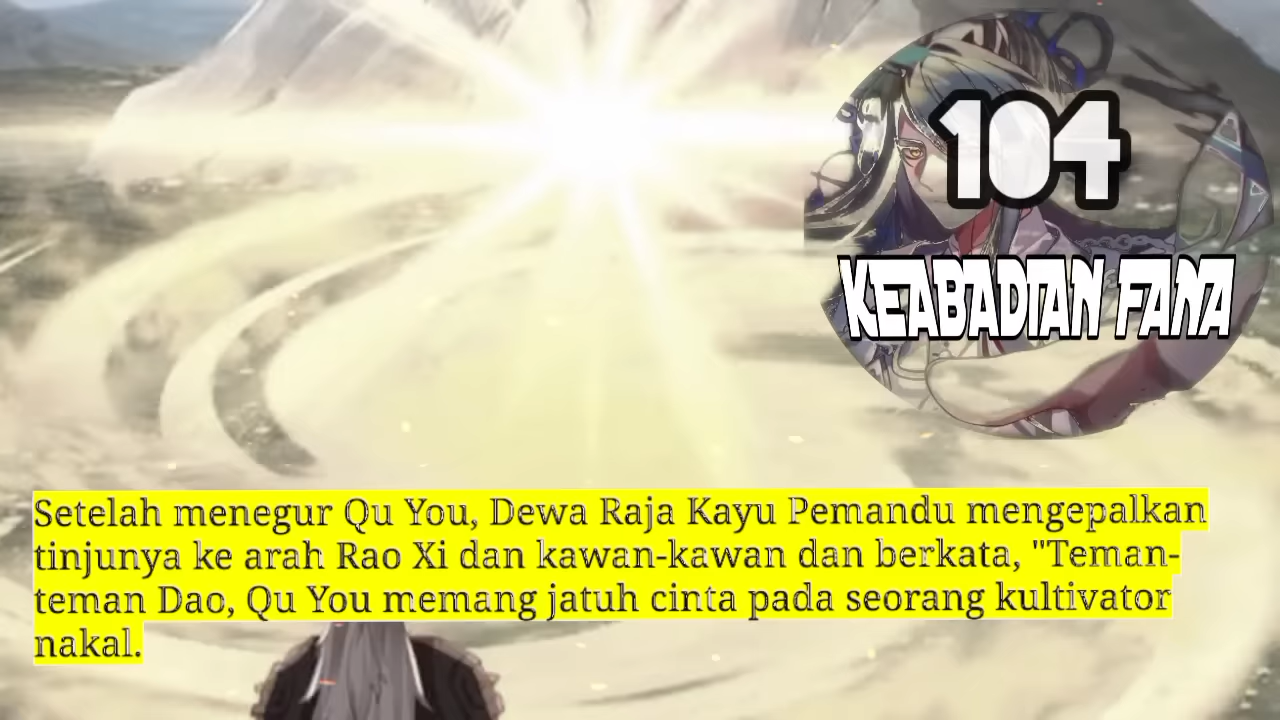 104
KEABADIAN FANA
Setelah menegur Qu You, Dewa Raja Kayu Pemandu mengepalkan
tinjunya ke arah Rao Xi dan kawan-kawan dan berkata, "Teman-
teman Dao, Qu You memang jatuh cinta pada seorang kultivator
nakal.